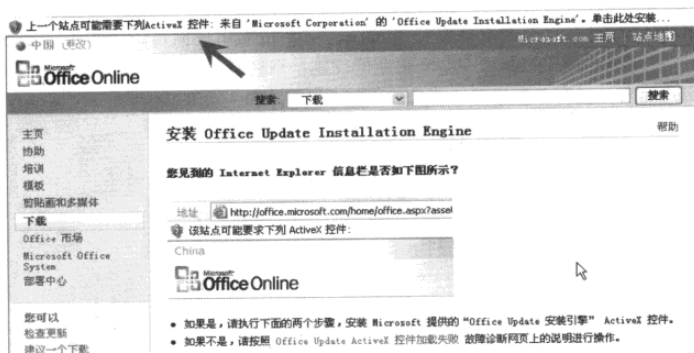 上一个站点可能需要下列ActiveX 控件: 来自 'Microsoft Corporation' 的 'Office Update Installation Engine'。单击此处安装...
中国 (更改)
Microsoft.com 主页 | 站点地图
Microsoft Office Online
搜索: 下载 搜索
主页
协助
培训
模板
剪贴画和多媒体
下载
Office 市场
Microsoft Office System
部署中心
您可以
检查更新
建议一个下载
安装 Office Update Installation Engine
帮助
您见到的 Internet Explorer 信息栏是否如下图所示?
地址 http://office.microsoft.com/home/office.aspx?asset
该站点可能要求下列 ActiveX 控件:
China
Microsoft Office Online
• 如果是,请执行下面的两个步骤,安装 Microsoft 提供的“Office Update 安装引擎” ActiveX 控件。
• 如果不是,请按照 Office Update ActiveX 控件加载失败 故障诊断网页上的说明进行操作。